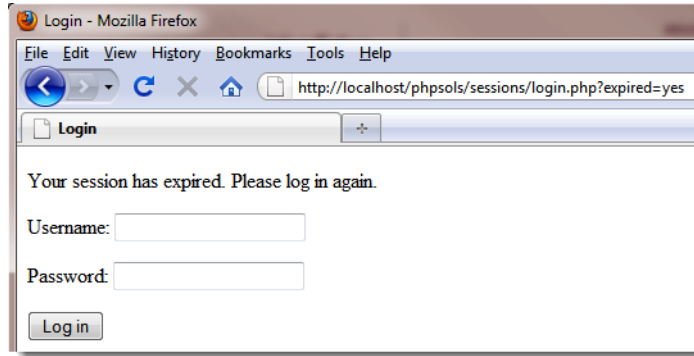 Login - Mozilla Firefox
File Edit View History Bookmarks Tools Help
http://localhost/phpsols/sessions/login.php?expired=yes
Login
Your session has expired. Please log in again.
Username:
Password:
Log in